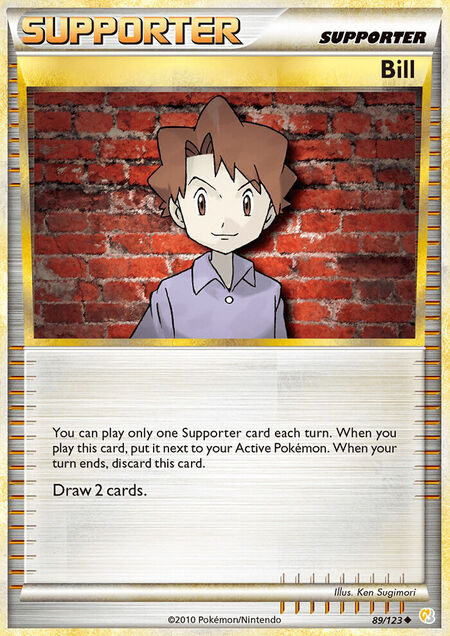 SUPPORTER
SUPPORTER
Bill
You can play only one Supporter card each turn. When you
play this card, put it next to your Active Pokémon. When your
turn ends, discard this card.
Draw 2 cards.
Illus. Ken Sugimori
©2010 Pokémon/Nintendo
89/123 ◆